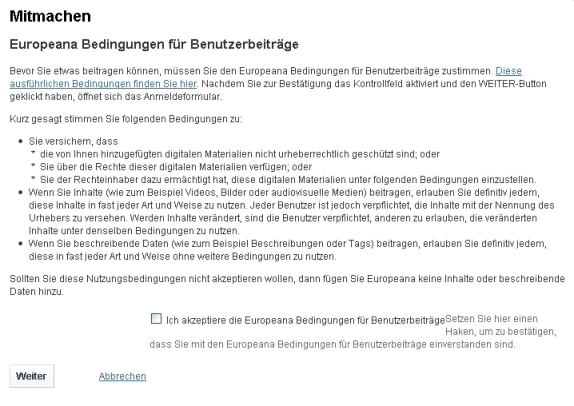 Mitmachen
Europeana Bedingungen für Benutzerbeiträge
Bevor Sie etwas beitragen können, müssen Sie den Europeana Bedingungen für Benutzerbeiträge zustimmen. Diese
ausführlichen Bedingungen finden Sie hier. Nachdem Sie zur Bestätigung das Kontrollfeld aktiviert und den WEITER-Button
geklickt haben, öffnet sich das Anmeldeformular.
Kurz gesagt stimmen Sie folgenden Bedingungen zu:
• Sie versichern, dass
* die von Ihnen hinzugefügten digitalen Materialien nicht urheberrechtlich geschützt sind; oder
* Sie über die Rechte dieser digitalen Materialien verfügen; oder
* Sie der Rechteinhaber dazu ermächtigt hat, diese digitalen Materialien unter folgenden Bedingungen einzustellen.
• Wenn Sie Inhalte (wie zum Beispiel Videos, Bilder oder audiovisuelle Medien) beitragen, erlauben Sie definitiv jedem,
diese Inhalte in fast jeder Art und Weise zu nutzen. Jeder Benutzer ist jedoch verpflichtet, die Inhalte mit der Nennung des
Urhebers zu versehen. Werden Inhalte verändert, sind die Benutzer verpflichtet, anderen zu erlauben, die veränderten
Inhalte unter denselben Bedingungen zu nutzen.
• Wenn Sie beschreibende Daten (wie zum Beispiel Beschreibungen oder Tags) beitragen, erlauben Sie definitiv jedem,
diese in fast jeder Art und Weise ohne weitere Bedingungen zu nutzen.
Sollten Sie diese Nutzungsbedingungen nicht akzeptieren wollen, dann fügen Sie Europeana keine Inhalte oder beschreibende
Daten hinzu.
Ich akzeptiere die Europeana Bedingungen für Benutzerbeiträge Setzen Sie hier einen
Haken, um zu bestätigen,
dass Sie mit den Europeana Bedingungen für Benutzerbeiträge einverstanden sind.
Weiter Abbrechen